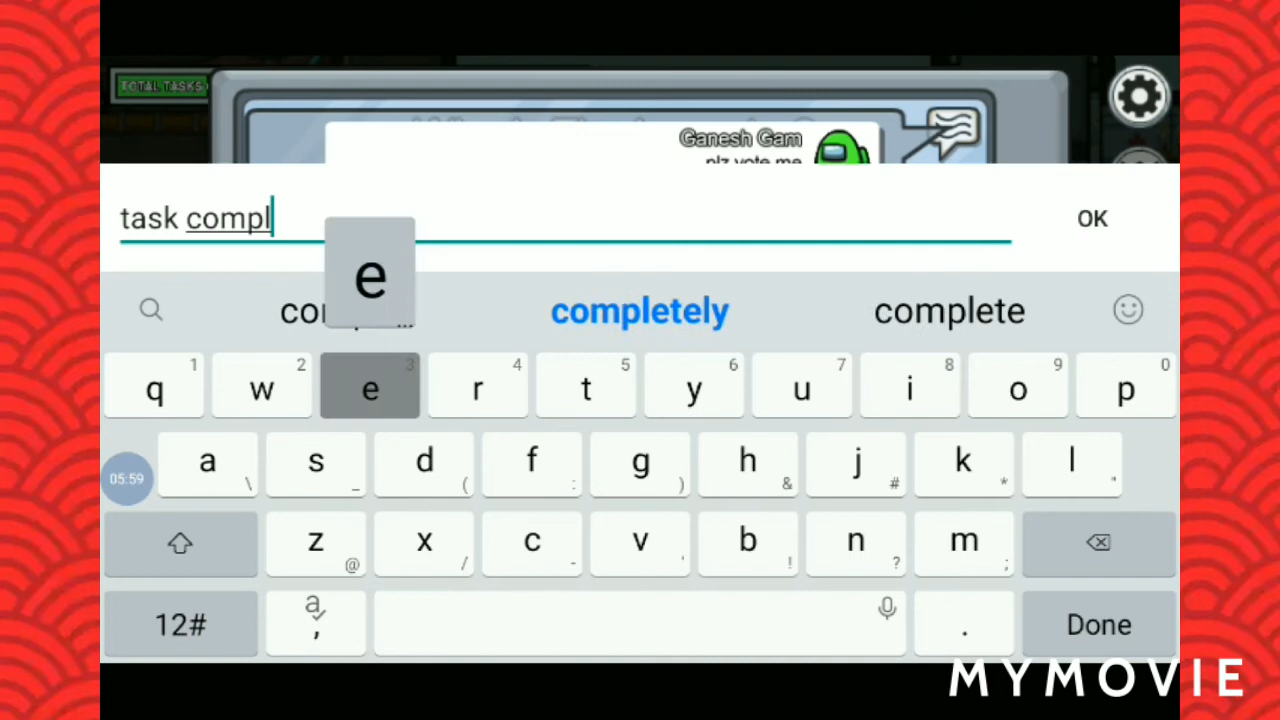 TOTAL TASKS
Ganesh Gam
plz vote me
task compl
OK
e
completely
complete
q 1 w 2 e 3 r 4 t 5 y 6 u 7 i 8 o 9 p 0
a \ s _ d ( f : g ) h & j # k * l "
05:59
z @ x / c - v ' b ! n ? m ;
12# a , . Done
MYMOVIE